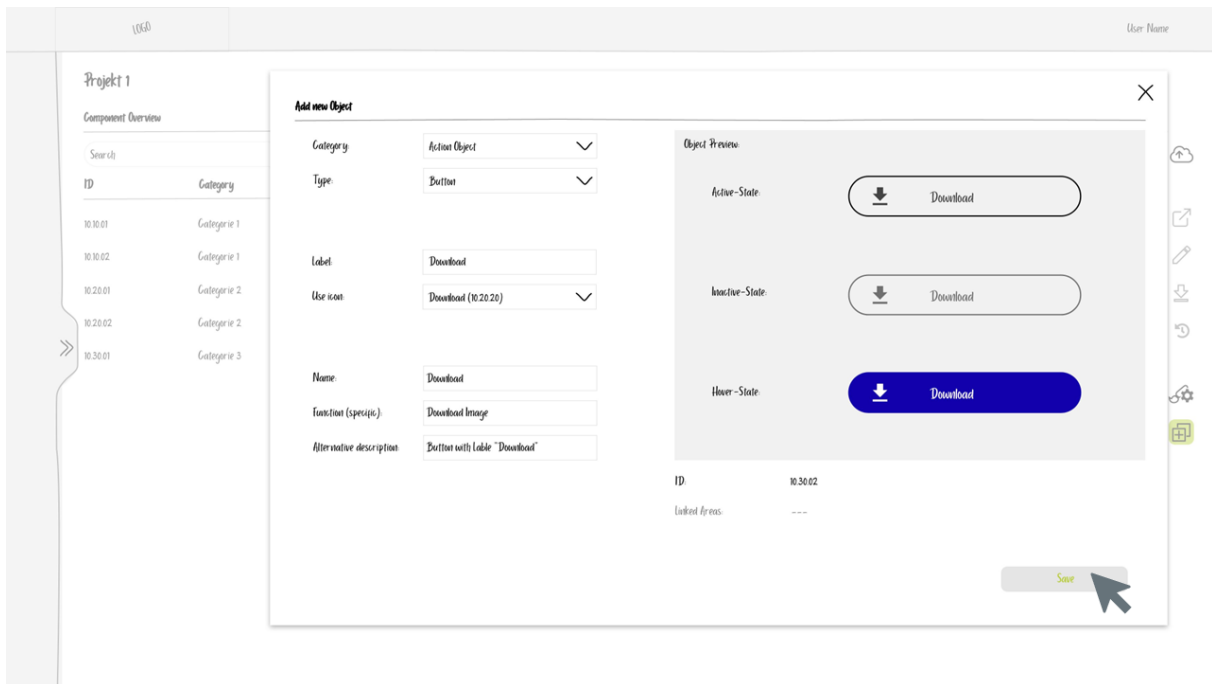 LOGO
User Name
Projekt 1
Component Overview
Search
ID Category
10.10.01 Categorie 1
10.10.02 Categorie 1
10.20.01 Categorie 2
10.20.02 Categorie 2
10.30.01 Categorie 3
Add new Object
Category: Action Object
Type: Button
Label: Download
Use icon: Download (10.20.20)
Name: Download
Function (specific): Download Image
Alternative description: Button with Lable "Download"
Object Preview:
Active-State: Download
Inactive-State: Download
Hover-State: Download
ID: 10.30.02
Linked Areas: ---
Save